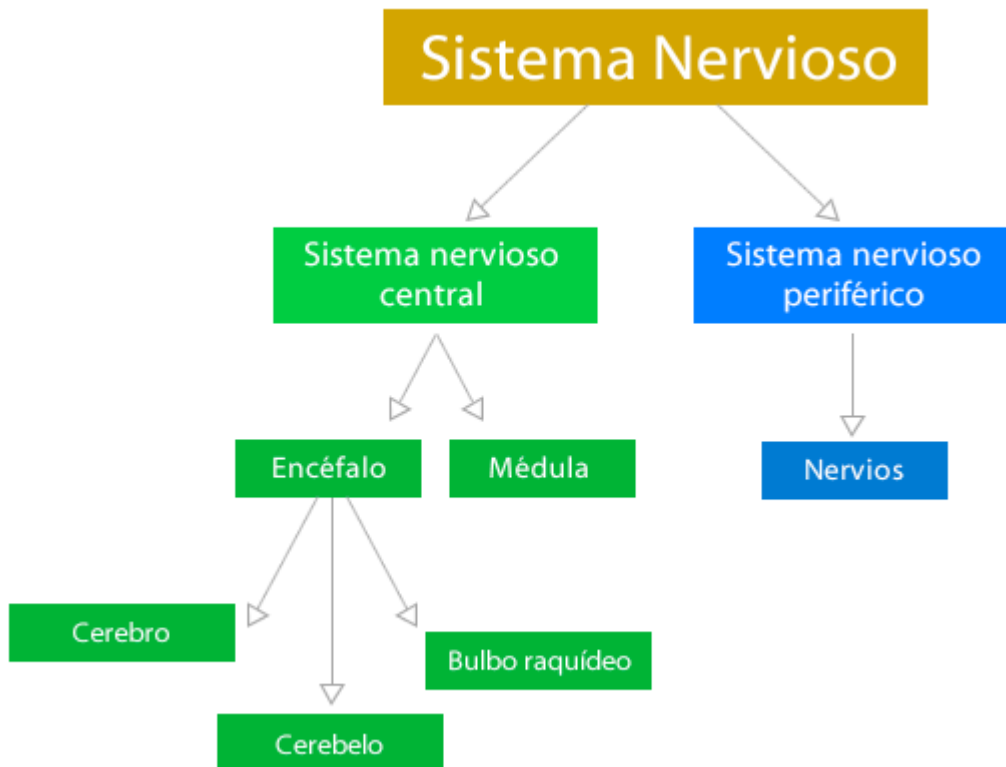 Sistema Nervioso
Sistema nervioso
central
Sistema nervioso
periférico
Encéfalo
Médula
Nervios
Cerebro
Bulbo raquídeo
Cerebelo